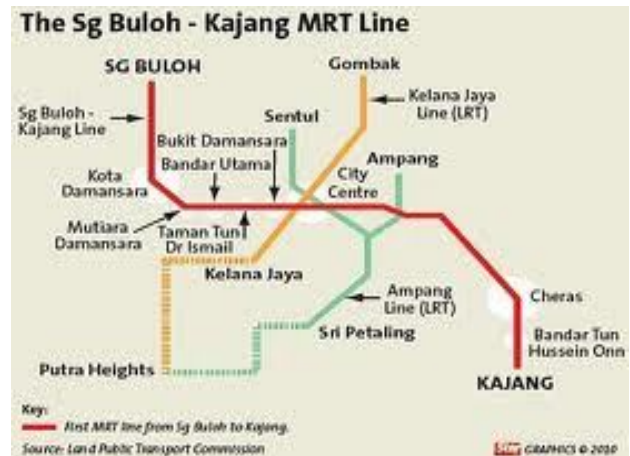 The Sg Buloh - Kajang MRT Line
SG BULOH
Gombak
Sg Buloh -
Kajang Line
Sentul
Kelana Jaya
Line (LRT)
Bukit Damansara
Bandar Utama
Ampang
City
Centre
Kota
Damansara
Mutiara
Damansara
Taman Tun
Dr Ismail
Kelana Jaya
Ampang
Line (LRT)
Cheras
Sri Petaling
Bandar Tun
Hussein Onn
Putra Heights
KAJANG
Key:
First MRT line from Sg Buloh to Kajang.
Source: Land Public Transport Commission
Star GRAPHICS © 2010